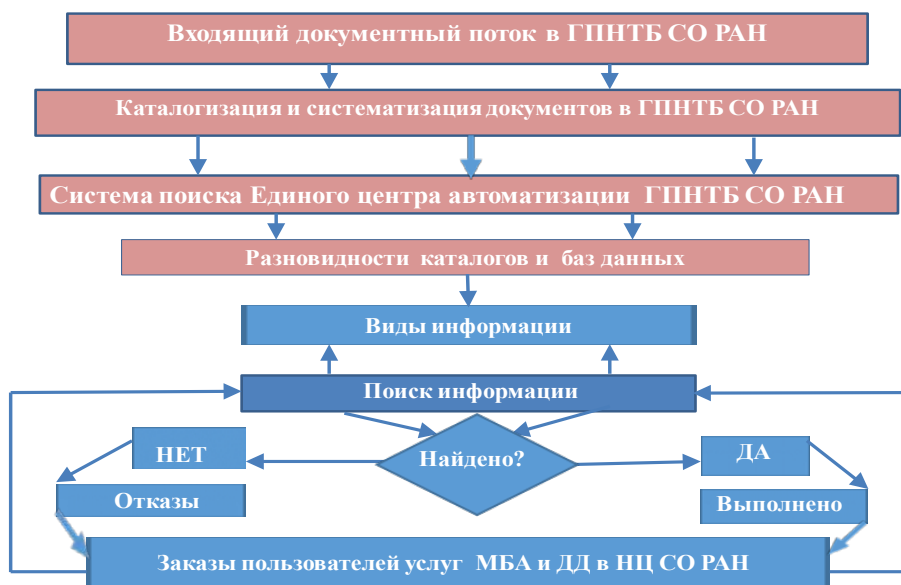 Входящий документный поток в ГПНТБ СО РАН
Каталогизация и систематизация документов в ГПНТБ СО РАН
Система поиска Единого центра автоматизации ГПНТБ СО РАН
Разновидности каталогов и баз данных
Виды информации
Поиск информации
Найдено?
НЕТ
ДА
Отказы
Выполнено
Заказы пользователей услуг МБА и ДД в НЦ СО РАН